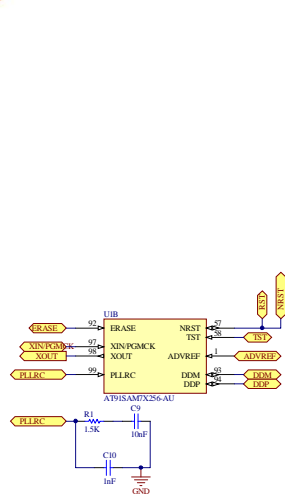 RST
NRST
U1B
ERASE 92 ERASE NRST 57
TST 58 TST
XIN/PGMCK 97 XIN/PGMCK
XOUT 98 XOUT ADVREF 1 ADVREF
PLLRC 99 PLLRC DDM 93 DDM
DDP 94 DDP
AT91SAM7X256-AU
PLLRC R1 C9
1.5K 10nF
C10
1nF
GND